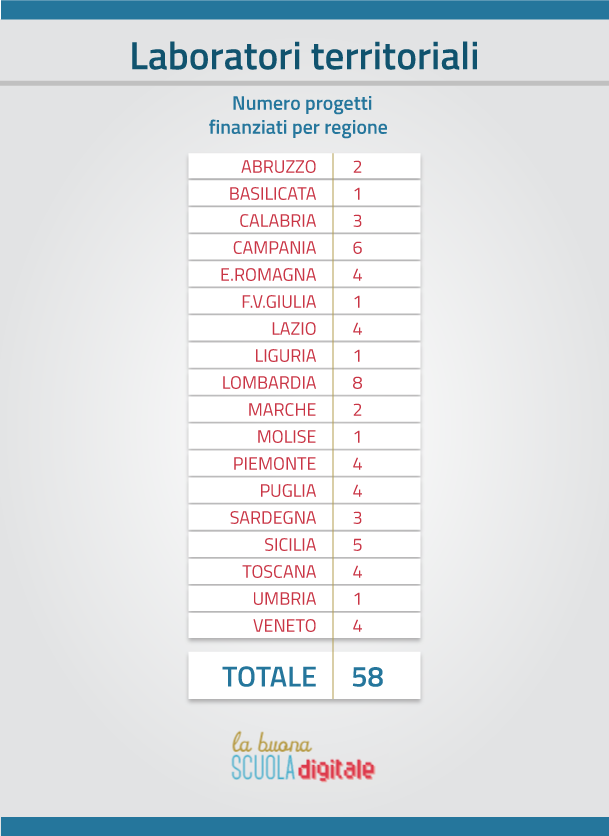 Laboratori territoriali
Numero progetti
finanziati per regione
ABRUZZO 2
BASILICATA 1
CALABRIA 3
CAMPANIA 6
E.ROMAGNA 4
F.V.GIULIA 1
LAZIO 4
LIGURIA 1
LOMBARDIA 8
MARCHE 2
MOLISE 1
PIEMONTE 4
PUGLIA 4
SARDEGNA 3
SICILIA 5
TOSCANA 4
UMBRIA 1
VENETO 4
TOTALE 58
la buona
SCUOLA digitale